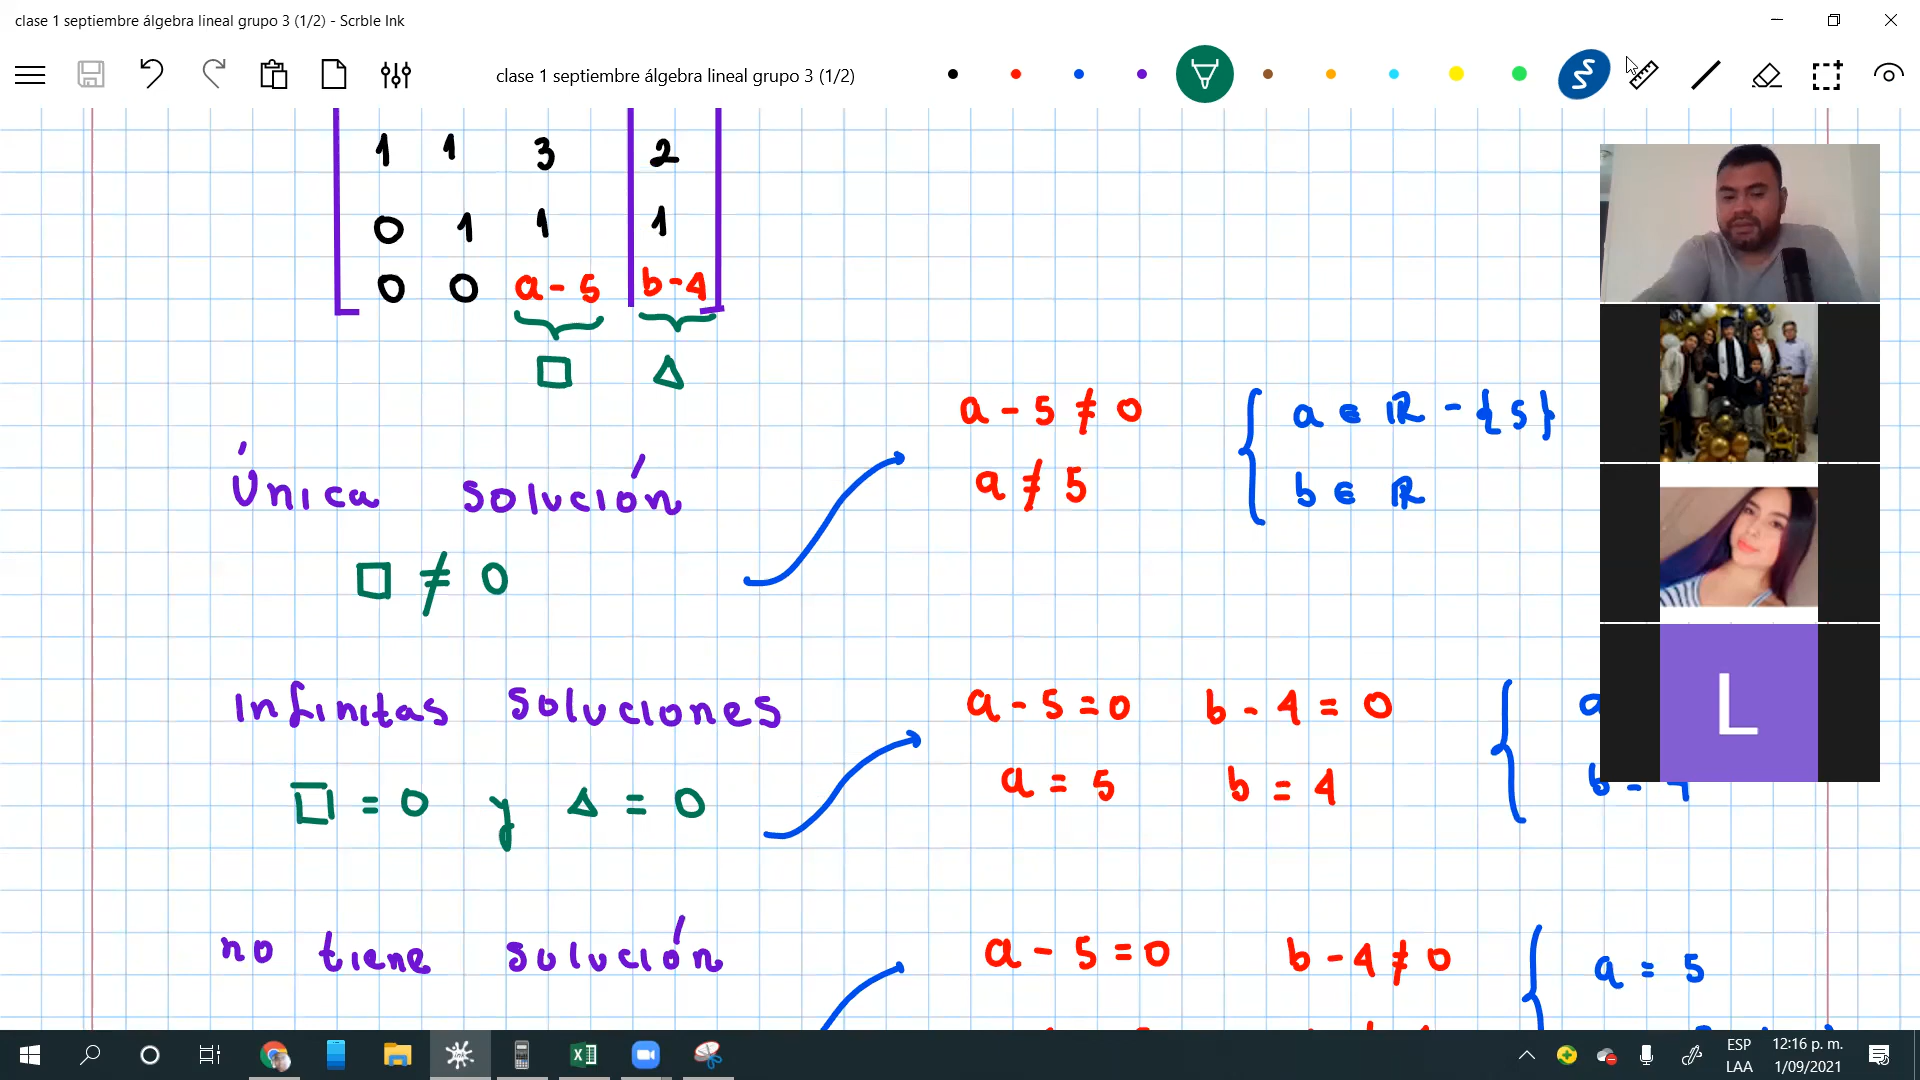 clase 1 septiembre álgebra lineal grupo 3 (1/2) - Scrble Ink
clase 1 septiembre álgebra lineal grupo 3 (1/2)
1 1 3 2
0 1 1 1
0 0 a-5 b-4
□ △
a - 5 ≠ 0
a ∈ ℝ - {5}
Única solución
a ≠ 5
b ∈ ℝ
□ ≠ 0
Infinitas soluciones
a - 5 = 0 b - 4 = 0
L
□ = 0 y △ = 0
a = 5 b = 4
b = 4
no tiene solución
a - 5 = 0 b - 4 ≠ 0
a = 5
ESP
LAA
12:16 p. m.
1/09/2021